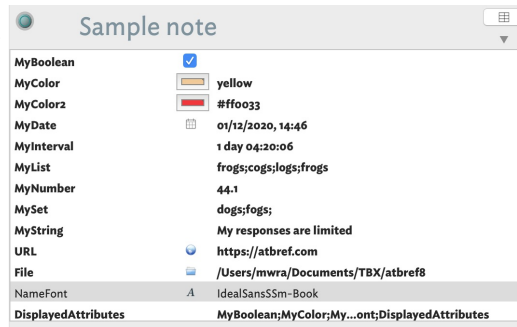 Sample note
MyBoolean
MyColor yellow
MyColor2 #ff0033
MyDate 01/12/2020, 14:46
MyInterval 1 day 04:20:06
MyList frogs;cogs;logs;frogs
MyNumber 44.1
MySet dogs;fogs;
MyString My responses are limited
URL https://atbref.com
File /Users/mwra/Documents/TBX/atbref8
NameFont A IdealSansSSm-Book
DisplayedAttributes MyBoolean;MyColor;My...ont;DisplayedAttributes